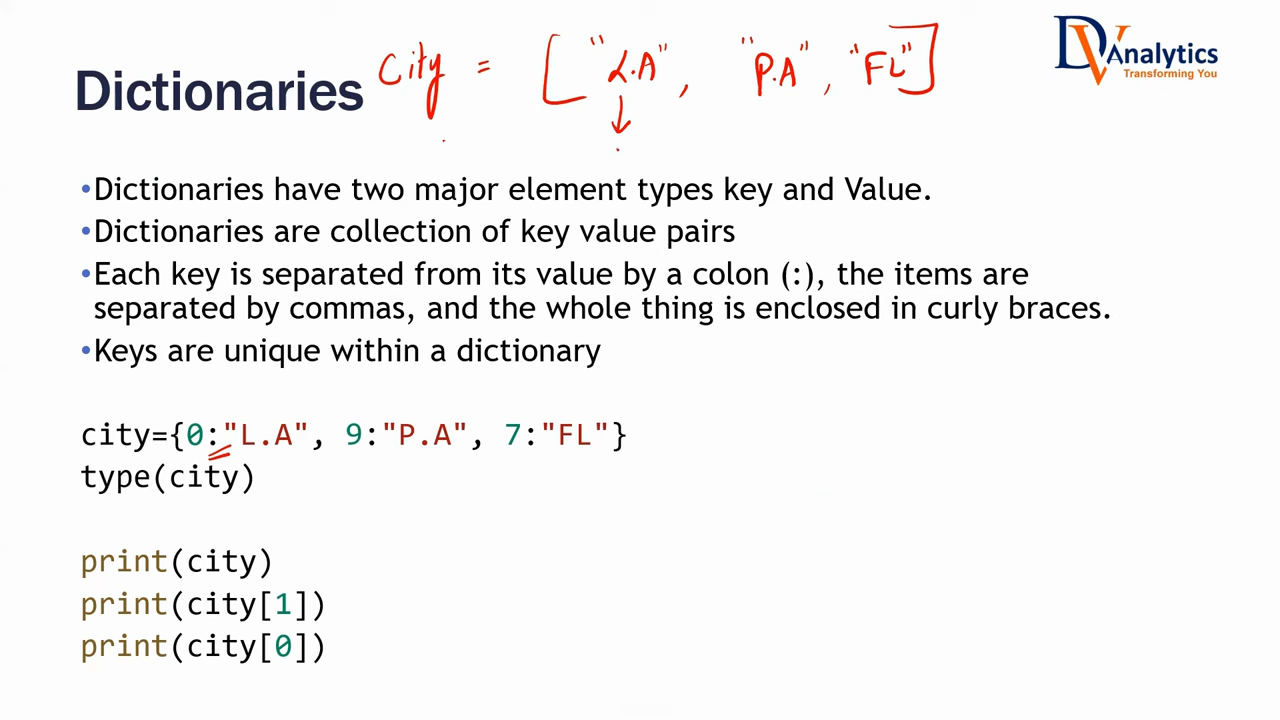 City = ["L.A", "P.A", "FL"]
DV Analytics
Transforming You
Dictionaries
•Dictionaries have two major element types key and Value.
•Dictionaries are collection of key value pairs
•Each key is separated from its value by a colon (:), the items are
separated by commas, and the whole thing is enclosed in curly braces.
•Keys are unique within a dictionary
city={0:"L.A", 9:"P.A", 7:"FL"}
type(city)
print(city)
print(city[1])
print(city[0])